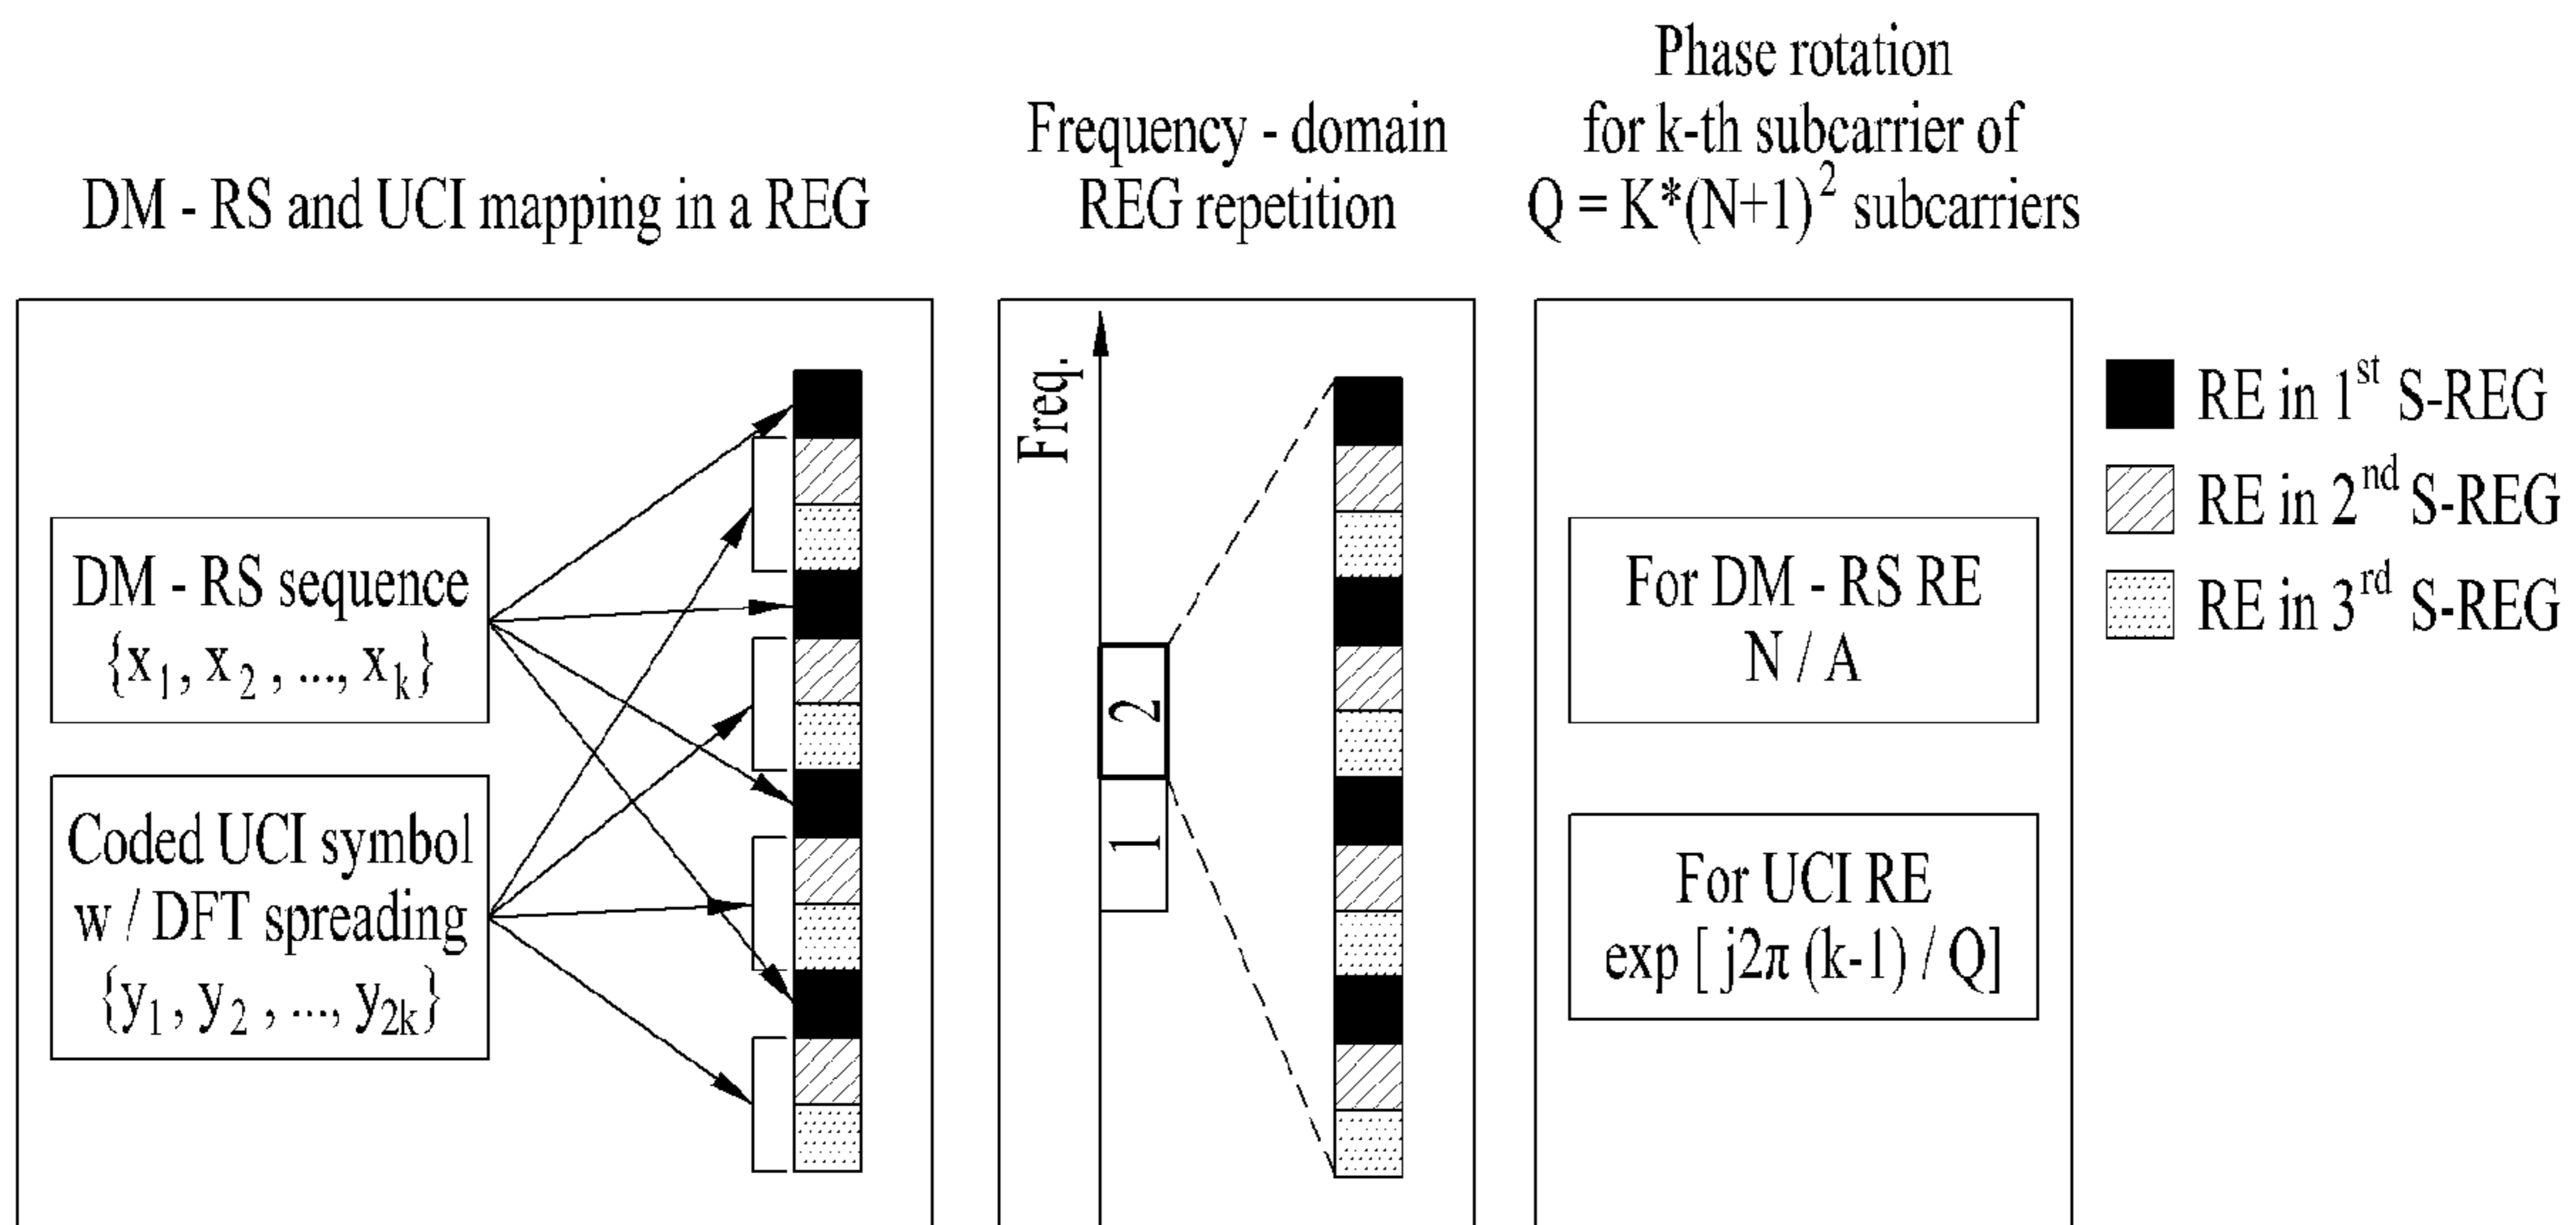 DM - RS and UCI mapping in a REG
DM - RS sequence
{x1, x2, ..., xk}
Coded UCI symbol
w / DFT spreading
{y1, y2, ..., y2k}
Frequency - domain
REG repetition
Freq.
2
1
Phase rotation
for k-th subcarrier of
Q = K*(N+1)² subcarriers
For DM - RS RE
N / A
For UCI RE
exp [ j2π (k-1) / Q]
RE in 1st S-REG
RE in 2nd S-REG
RE in 3rd S-REG